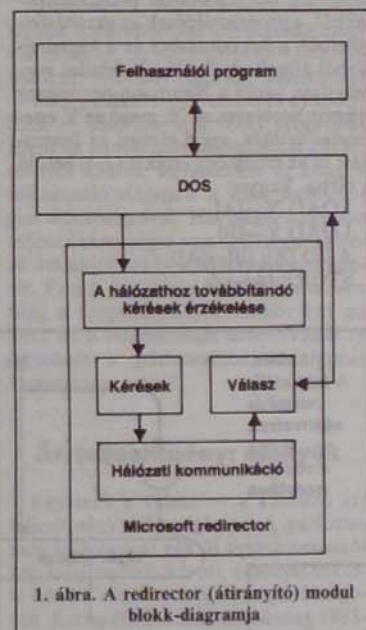 Felhasználói program
DOS
A hálózathoz továbbítandó
kérések érzékelése
Kérések
Válasz
Hálózati kommunikáció
Microsoft redirector
1. ábra. A redirector (átirányító) modul
blokk-diagramja